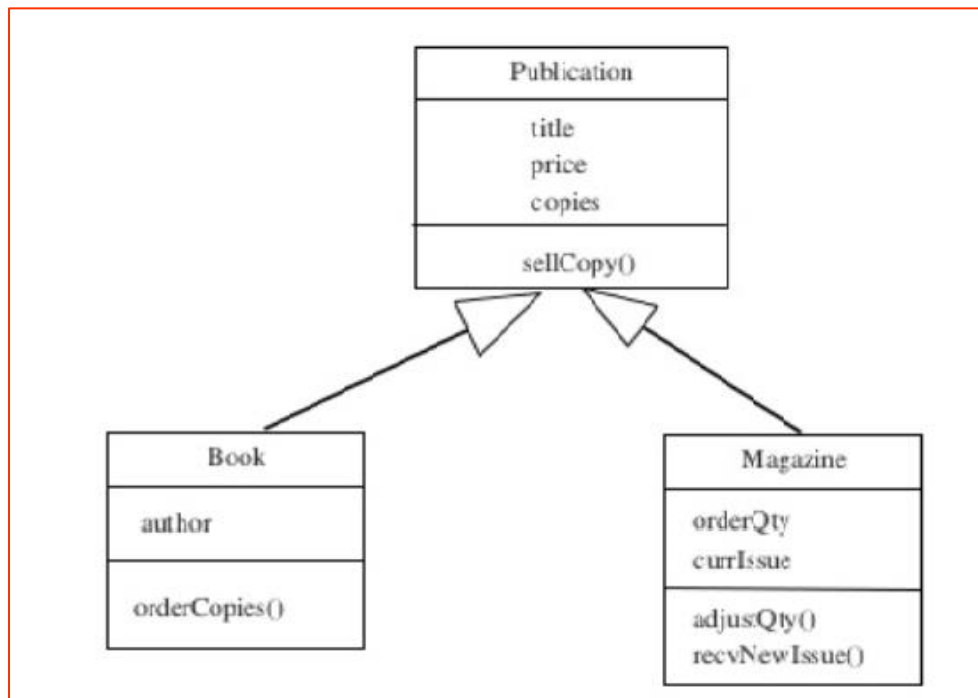 Publication
title
price
copies
sellCopy()
Book
author
orderCopies()
Magazine
orderQty
currIssue
adjustQty()
recvNewIssue()